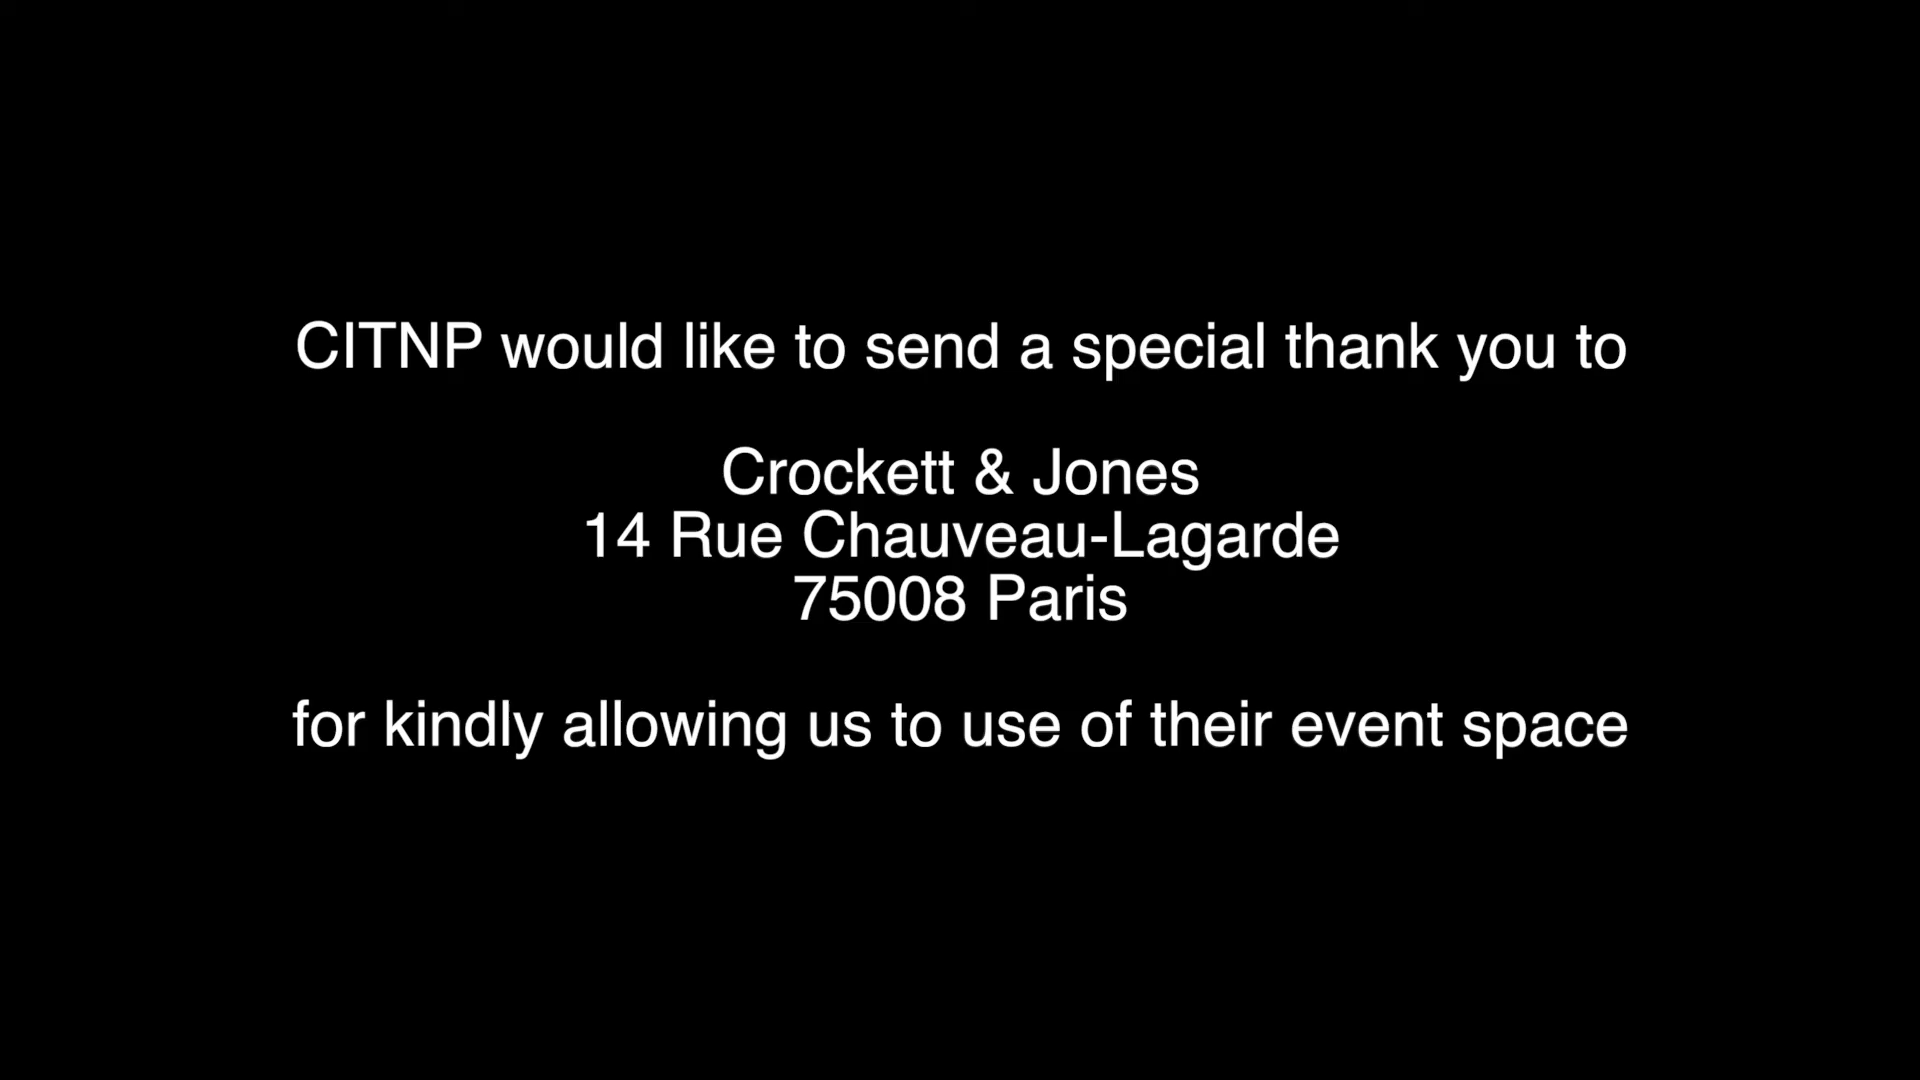 CITNP would like to send a special thank you to
Crockett & Jones
14 Rue Chauveau-Lagarde
75008 Paris
for kindly allowing us to use of their event space